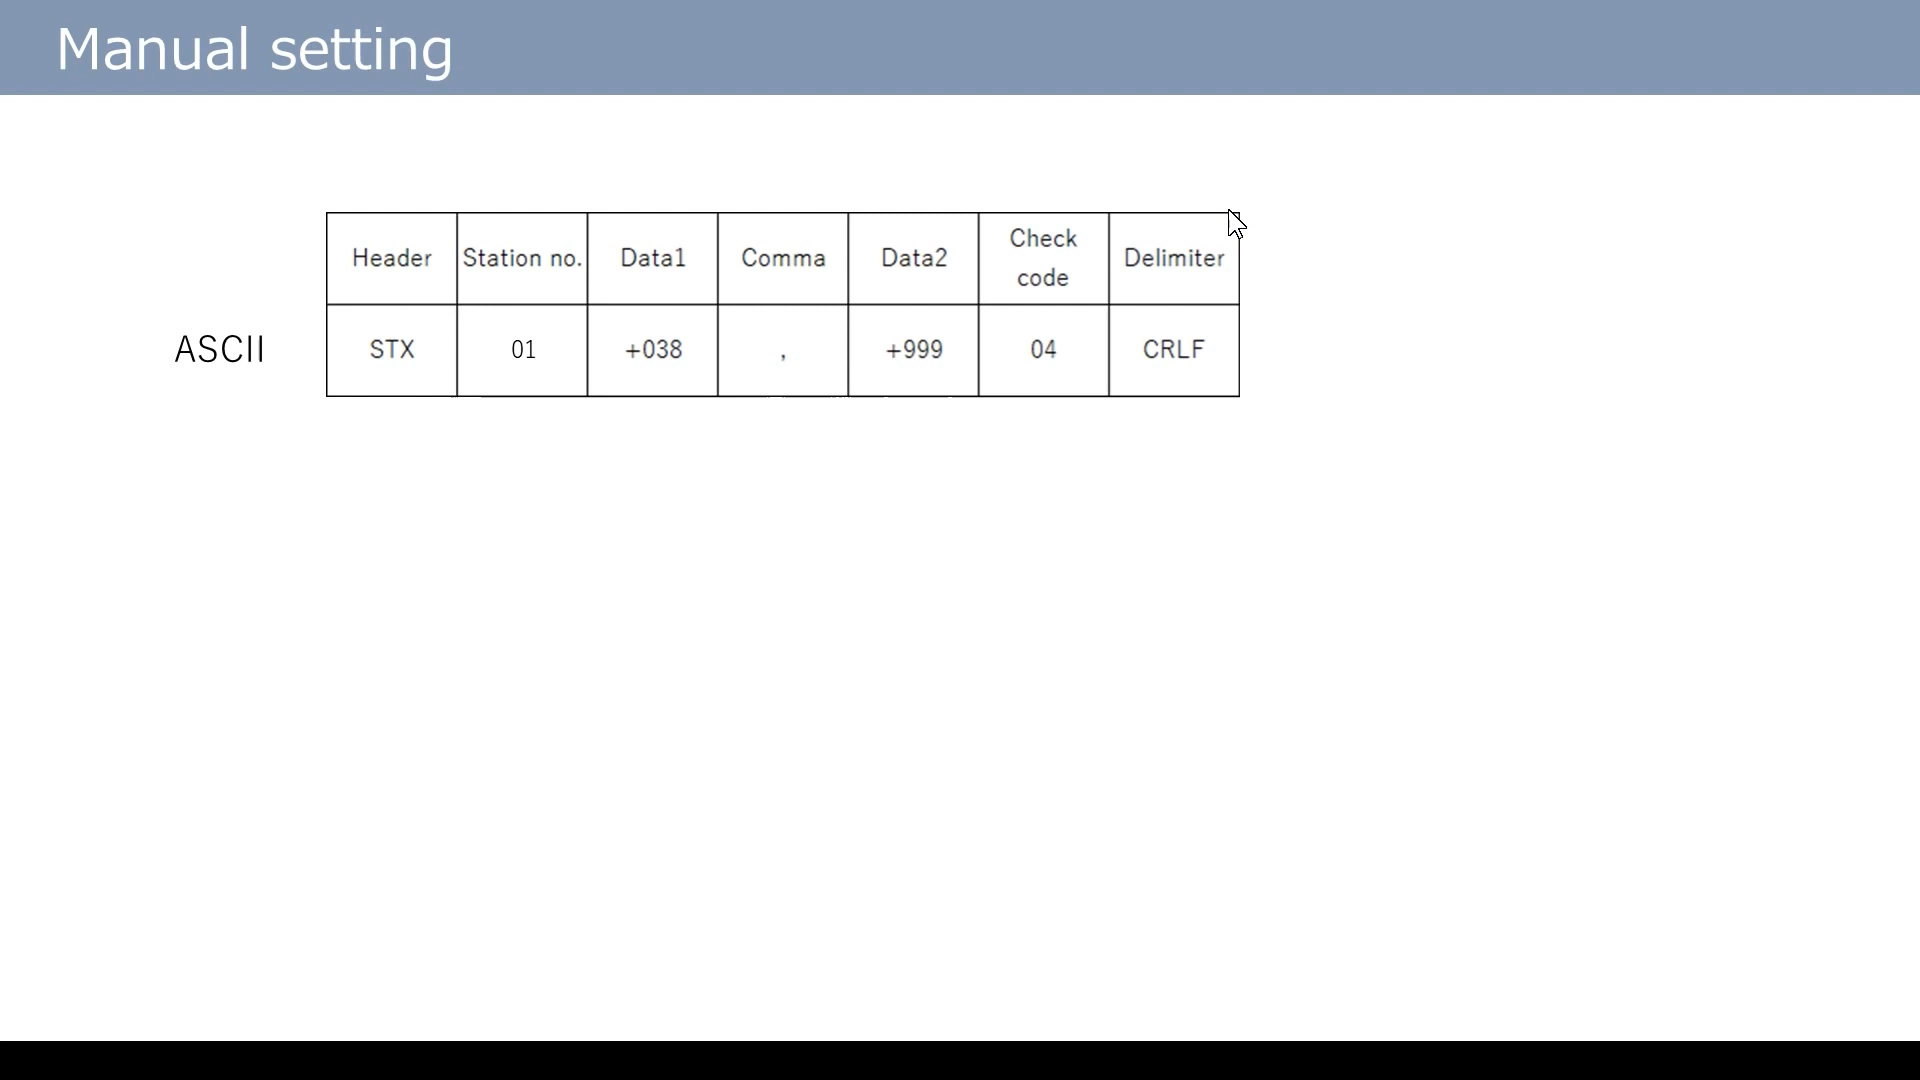 Manual setting
Header Station no. Data1 Comma Data2 Check code Delimiter
ASCII STX 01 +038 , +999 04 CRLF